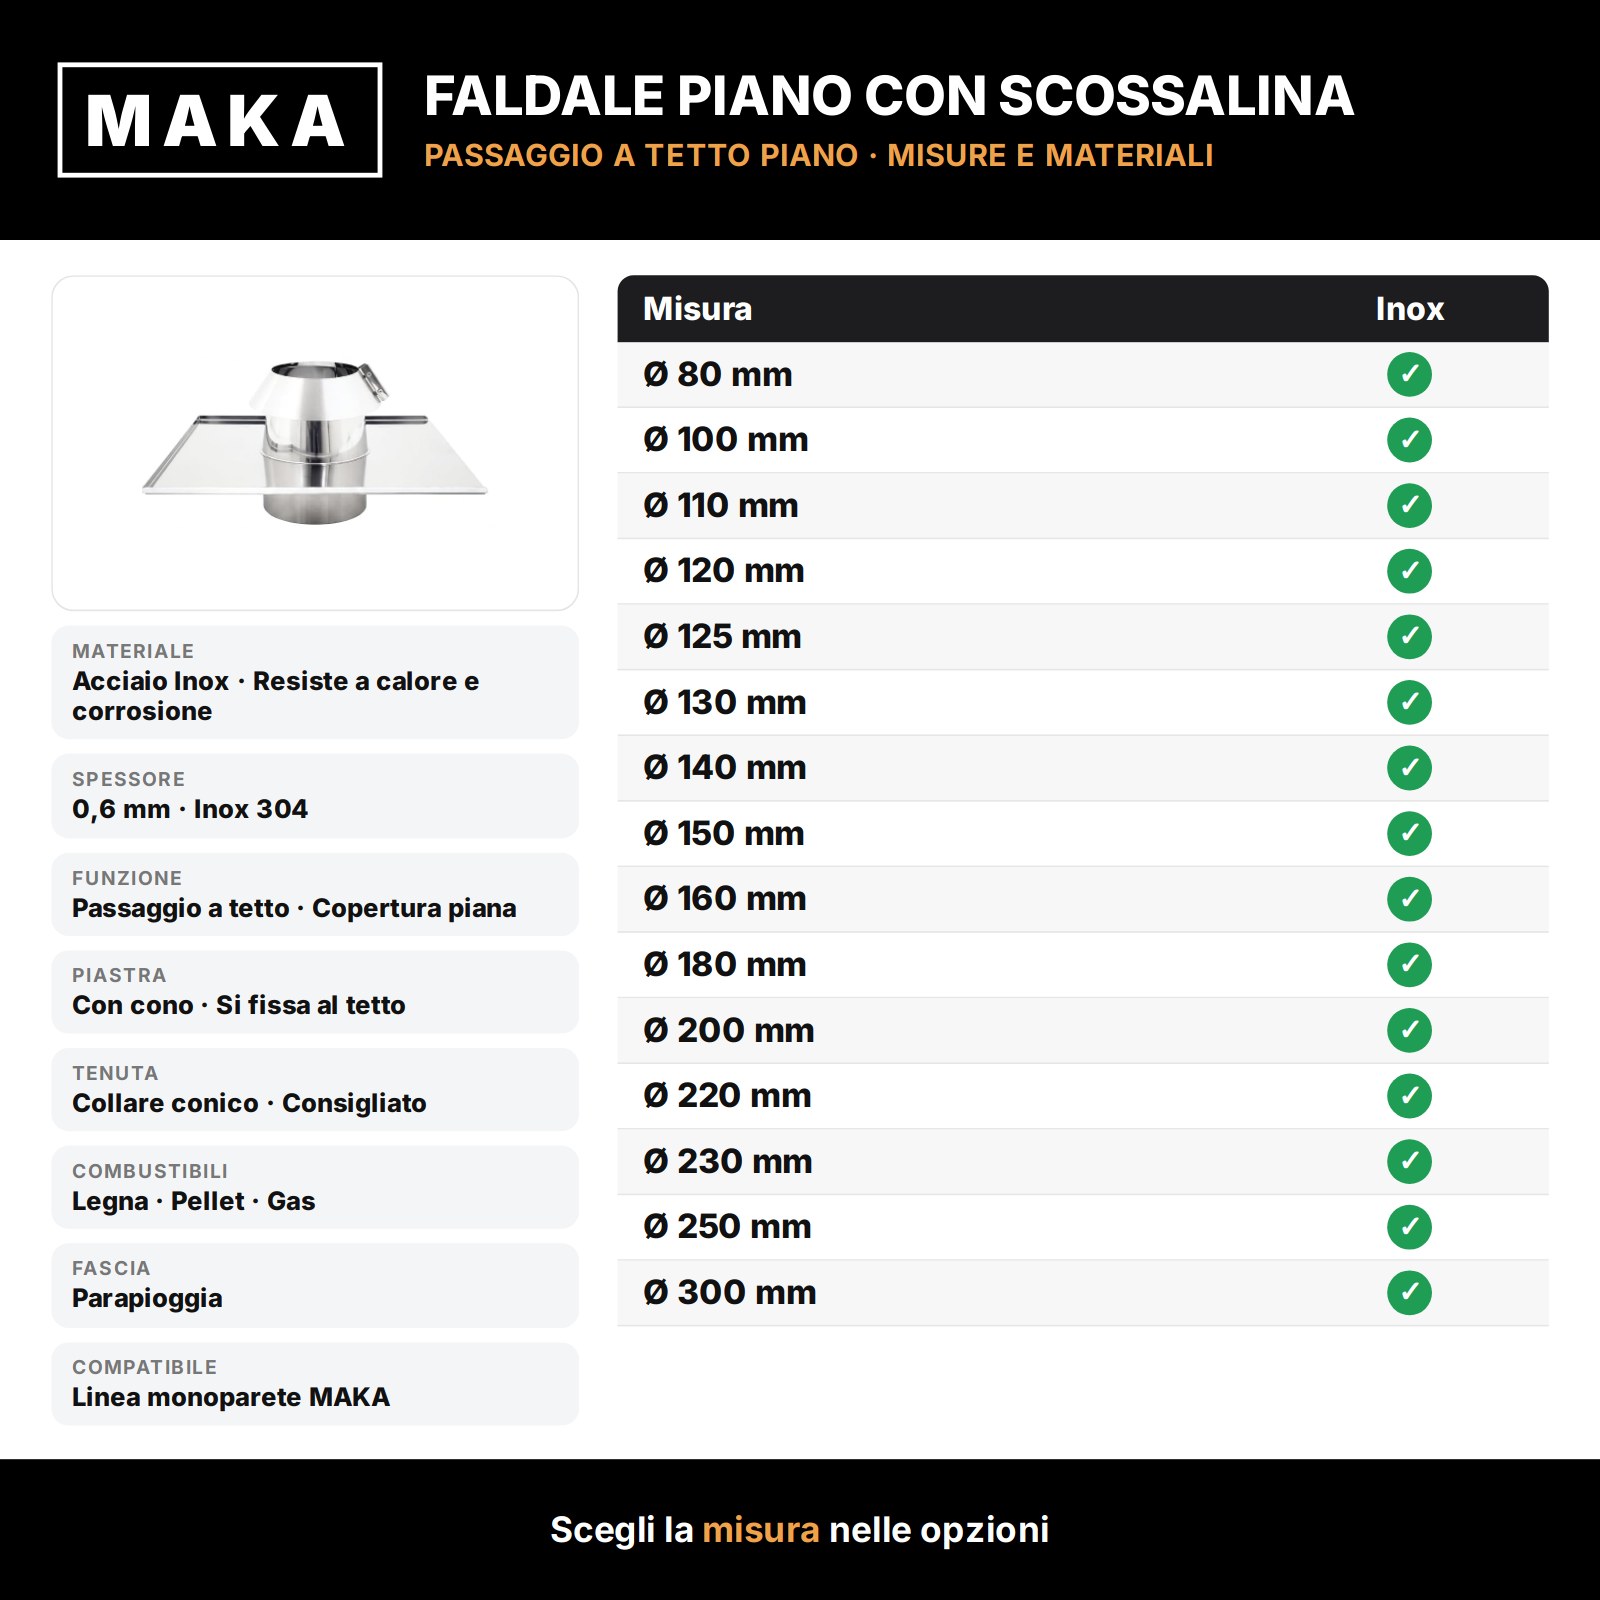 MAKA
FALDALE PIANO CON SCOSSALINA
PASSAGGIO A TETTO PIANO · MISURE E MATERIALI
MATERIALE
Acciaio Inox · Resiste a calore e
corrosione
SPESSORE
0,6 mm · Inox 304
FUNZIONE
Passaggio a tetto · Copertura piana
PIASTRA
Con cono · Si fissa al tetto
TENUTA
Collare conico · Consigliato
COMBUSTIBILI
Legna · Pellet · Gas
FASCIA
Parapioggia
COMPATIBILE
Linea monoparete MAKA
Misura Inox
Ø 80 mm ✓
Ø 100 mm ✓
Ø 110 mm ✓
Ø 120 mm ✓
Ø 125 mm ✓
Ø 130 mm ✓
Ø 140 mm ✓
Ø 150 mm ✓
Ø 160 mm ✓
Ø 180 mm ✓
Ø 200 mm ✓
Ø 220 mm ✓
Ø 230 mm ✓
Ø 250 mm ✓
Ø 300 mm ✓
Scegli la misura nelle opzioni